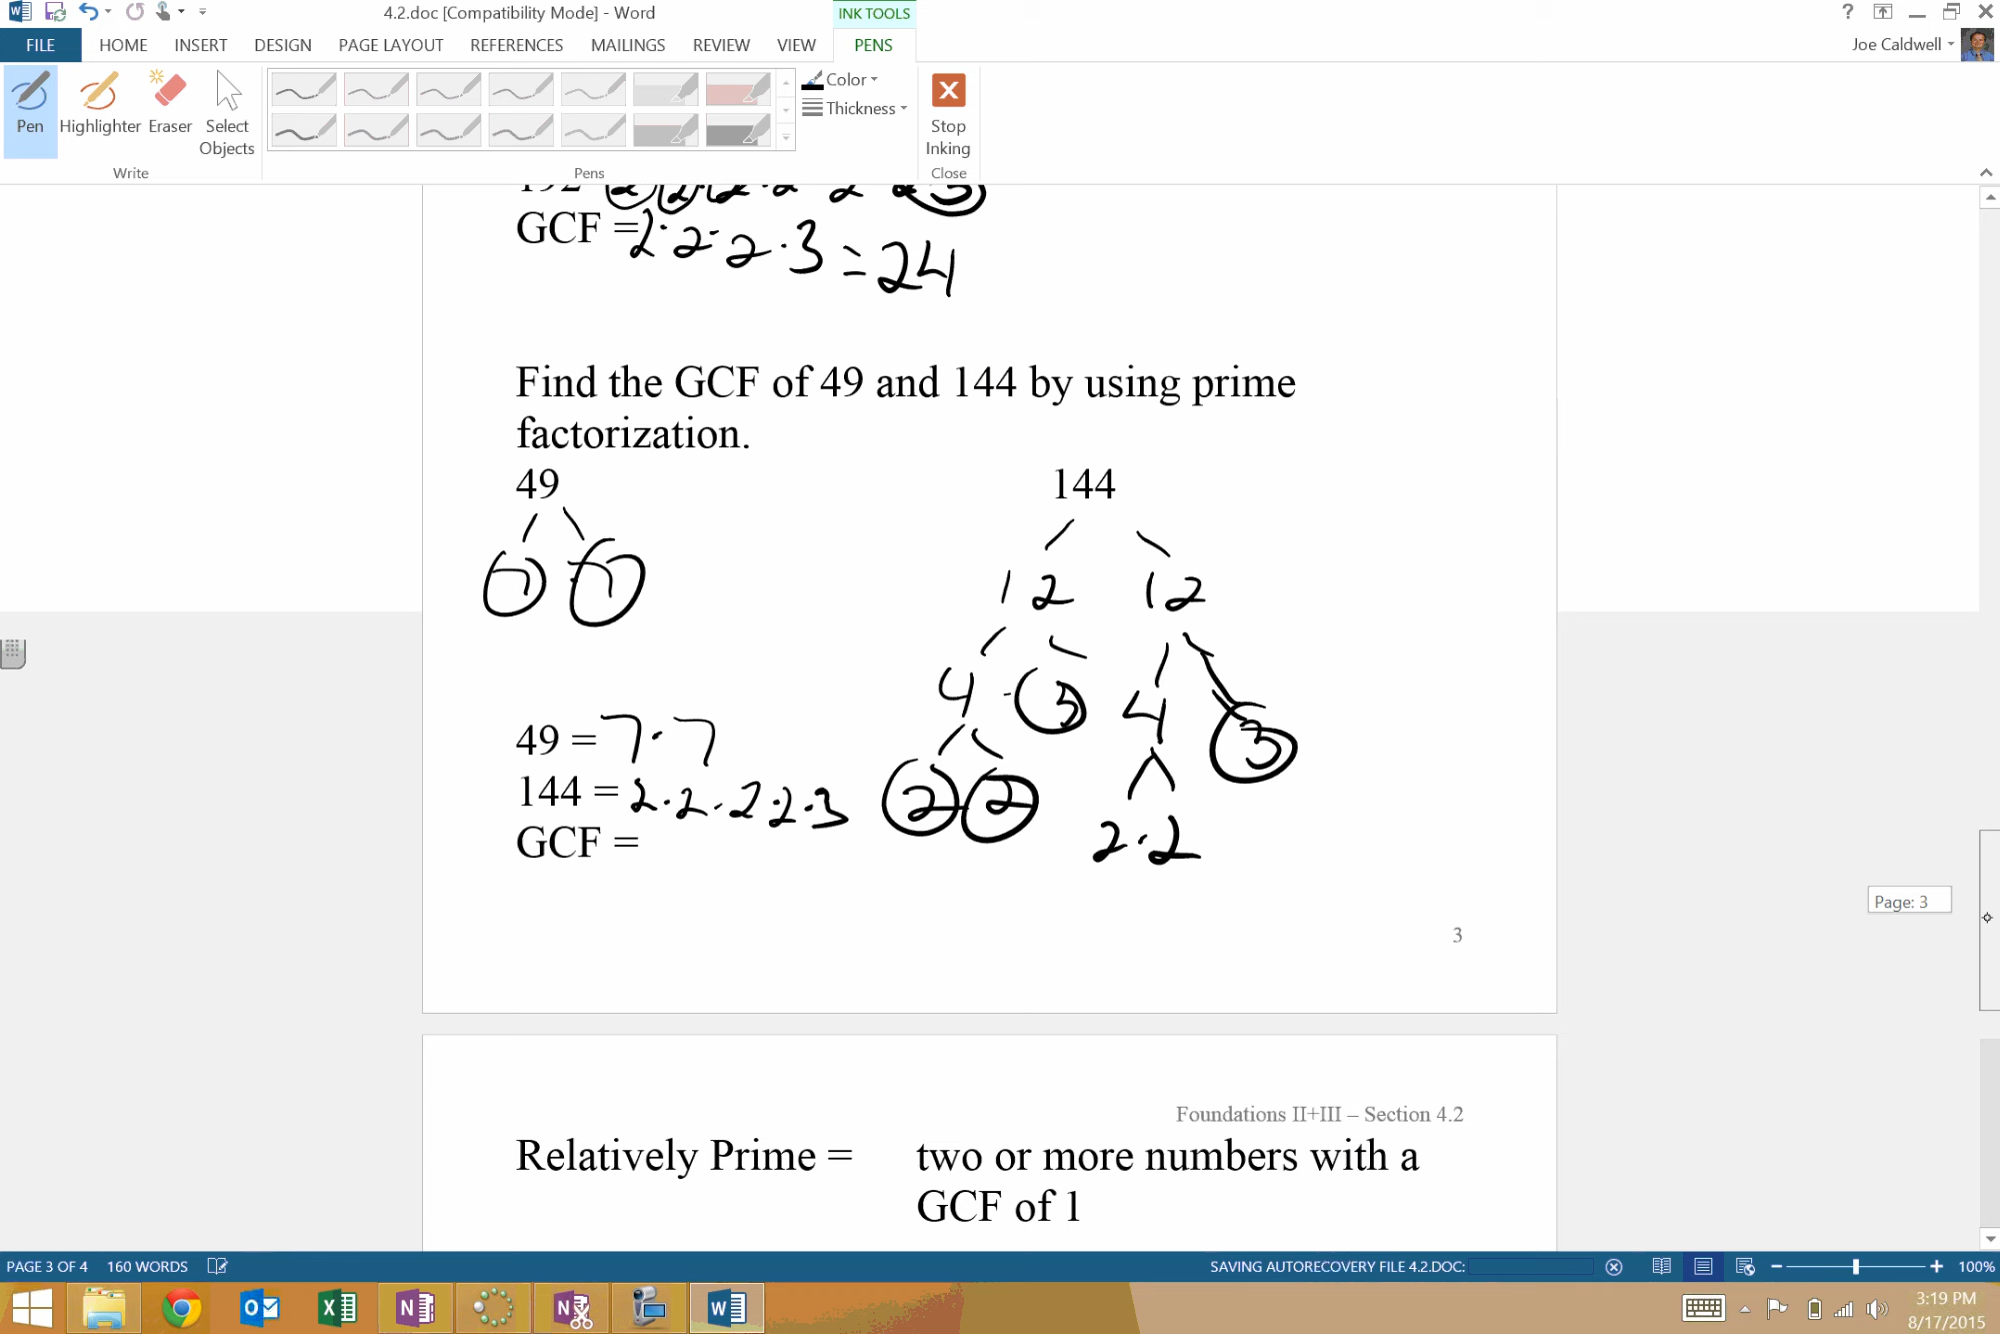 4.2.doc [Compatibility Mode] - Word
INK TOOLS
?
FILE HOME INSERT DESIGN PAGE LAYOUT REFERENCES MAILINGS REVIEW VIEW PENS
Joe Caldwell
Pen Highlighter Eraser Select Objects
Color
Thickness
Stop Inking
Write Pens Close
192
GCF = 2·2·2·3 = 24
Find the GCF of 49 and 144 by using prime
factorization.
49 144
7 7
12 12
4 · 3 4 3
49 = 7·7
144 = 2·2·2·2·3
2 2
2·2
GCF =
Page: 3
3
Foundations II+III – Section 4.2
Relatively Prime = two or more numbers with a
GCF of 1
PAGE 3 OF 4 160 WORDS
SAVING AUTORECOVERY FILE 4.2.DOC:
100%
3:19 PM
8/17/2015